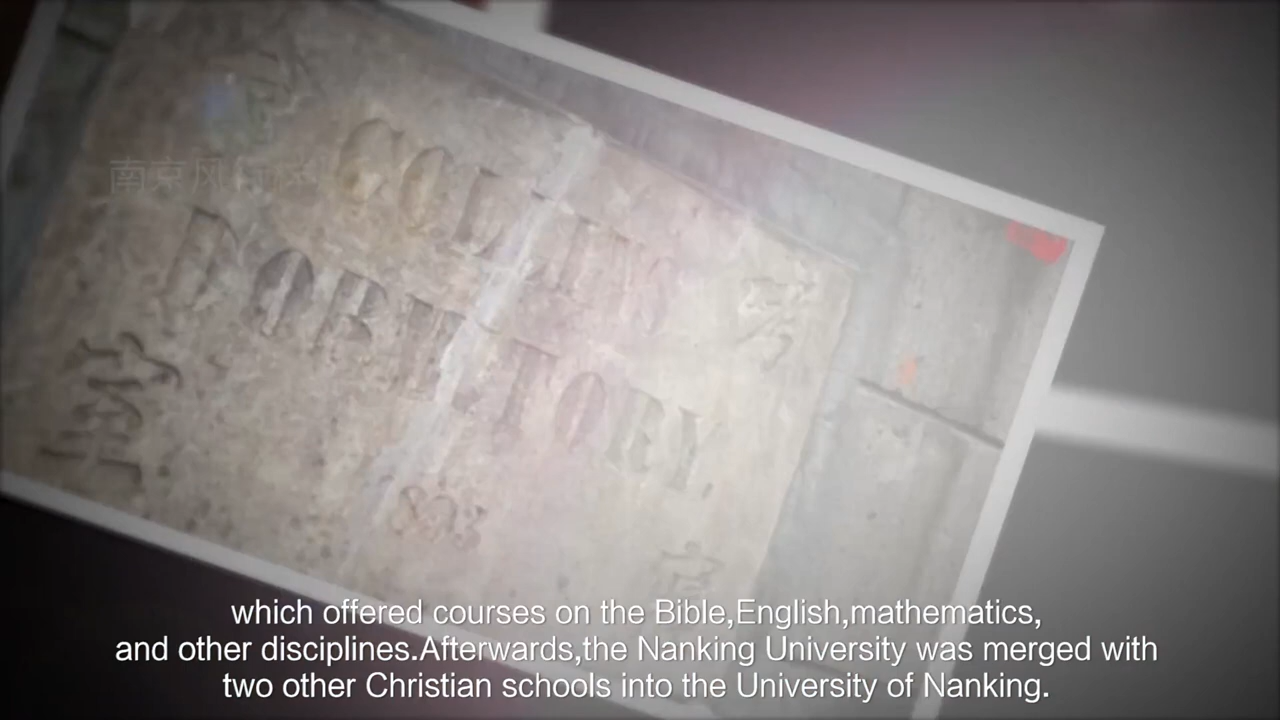 COLLINS
DORMITORY.
which offered courses on the Bible,English,mathematics,
and other disciplines.Afterwards,the Nanking University was merged with
two other Christian schools into the University of Nanking.